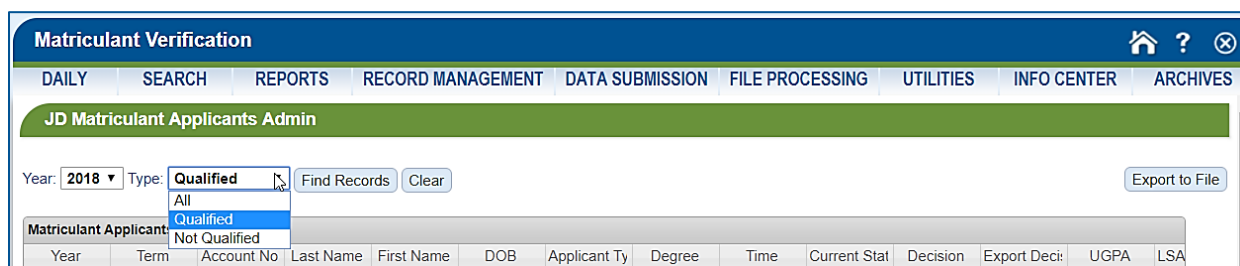 Matriculant Verification ?
DAILY SEARCH REPORTS RECORD MANAGEMENT DATA SUBMISSION FILE PROCESSING UTILITIES INFO CENTER ARCHIVES
JD Matriculant Applicants Admin
Year: 2018 Type: Qualified Find Records Clear Export to File
All
Qualified
Not Qualified
Matriculant Applicant
Year Term Account No Last Name First Name DOB Applicant Ty Degree Time Current Stat Decision Export Deci UGPA LSA